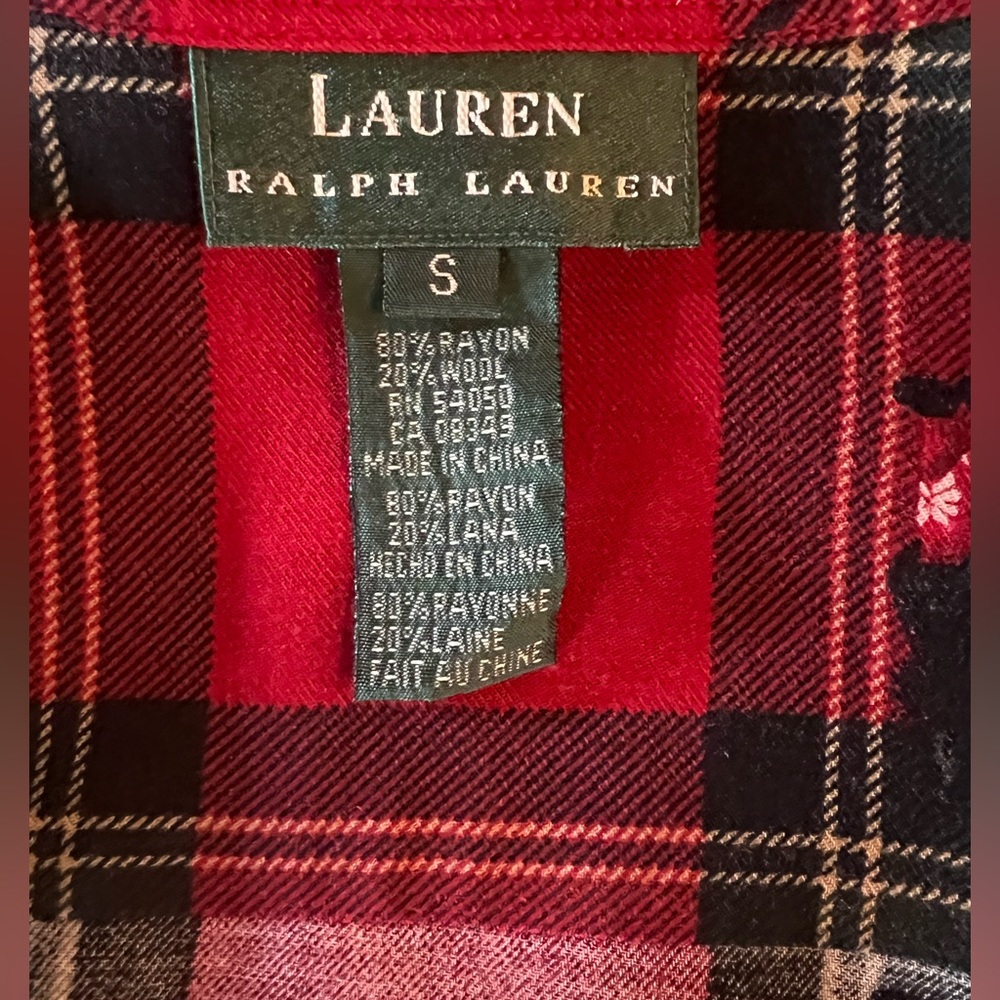 LAUREN
RALPH LAUREN
S
80% RAYON
20% WOOL
RN 54050
CA 08349
MADE IN CHINA
80% RAYON
20% LANA
HECHO EN CHINA
80% RAYONNE
20% LAINE
FAIT AU CHINE